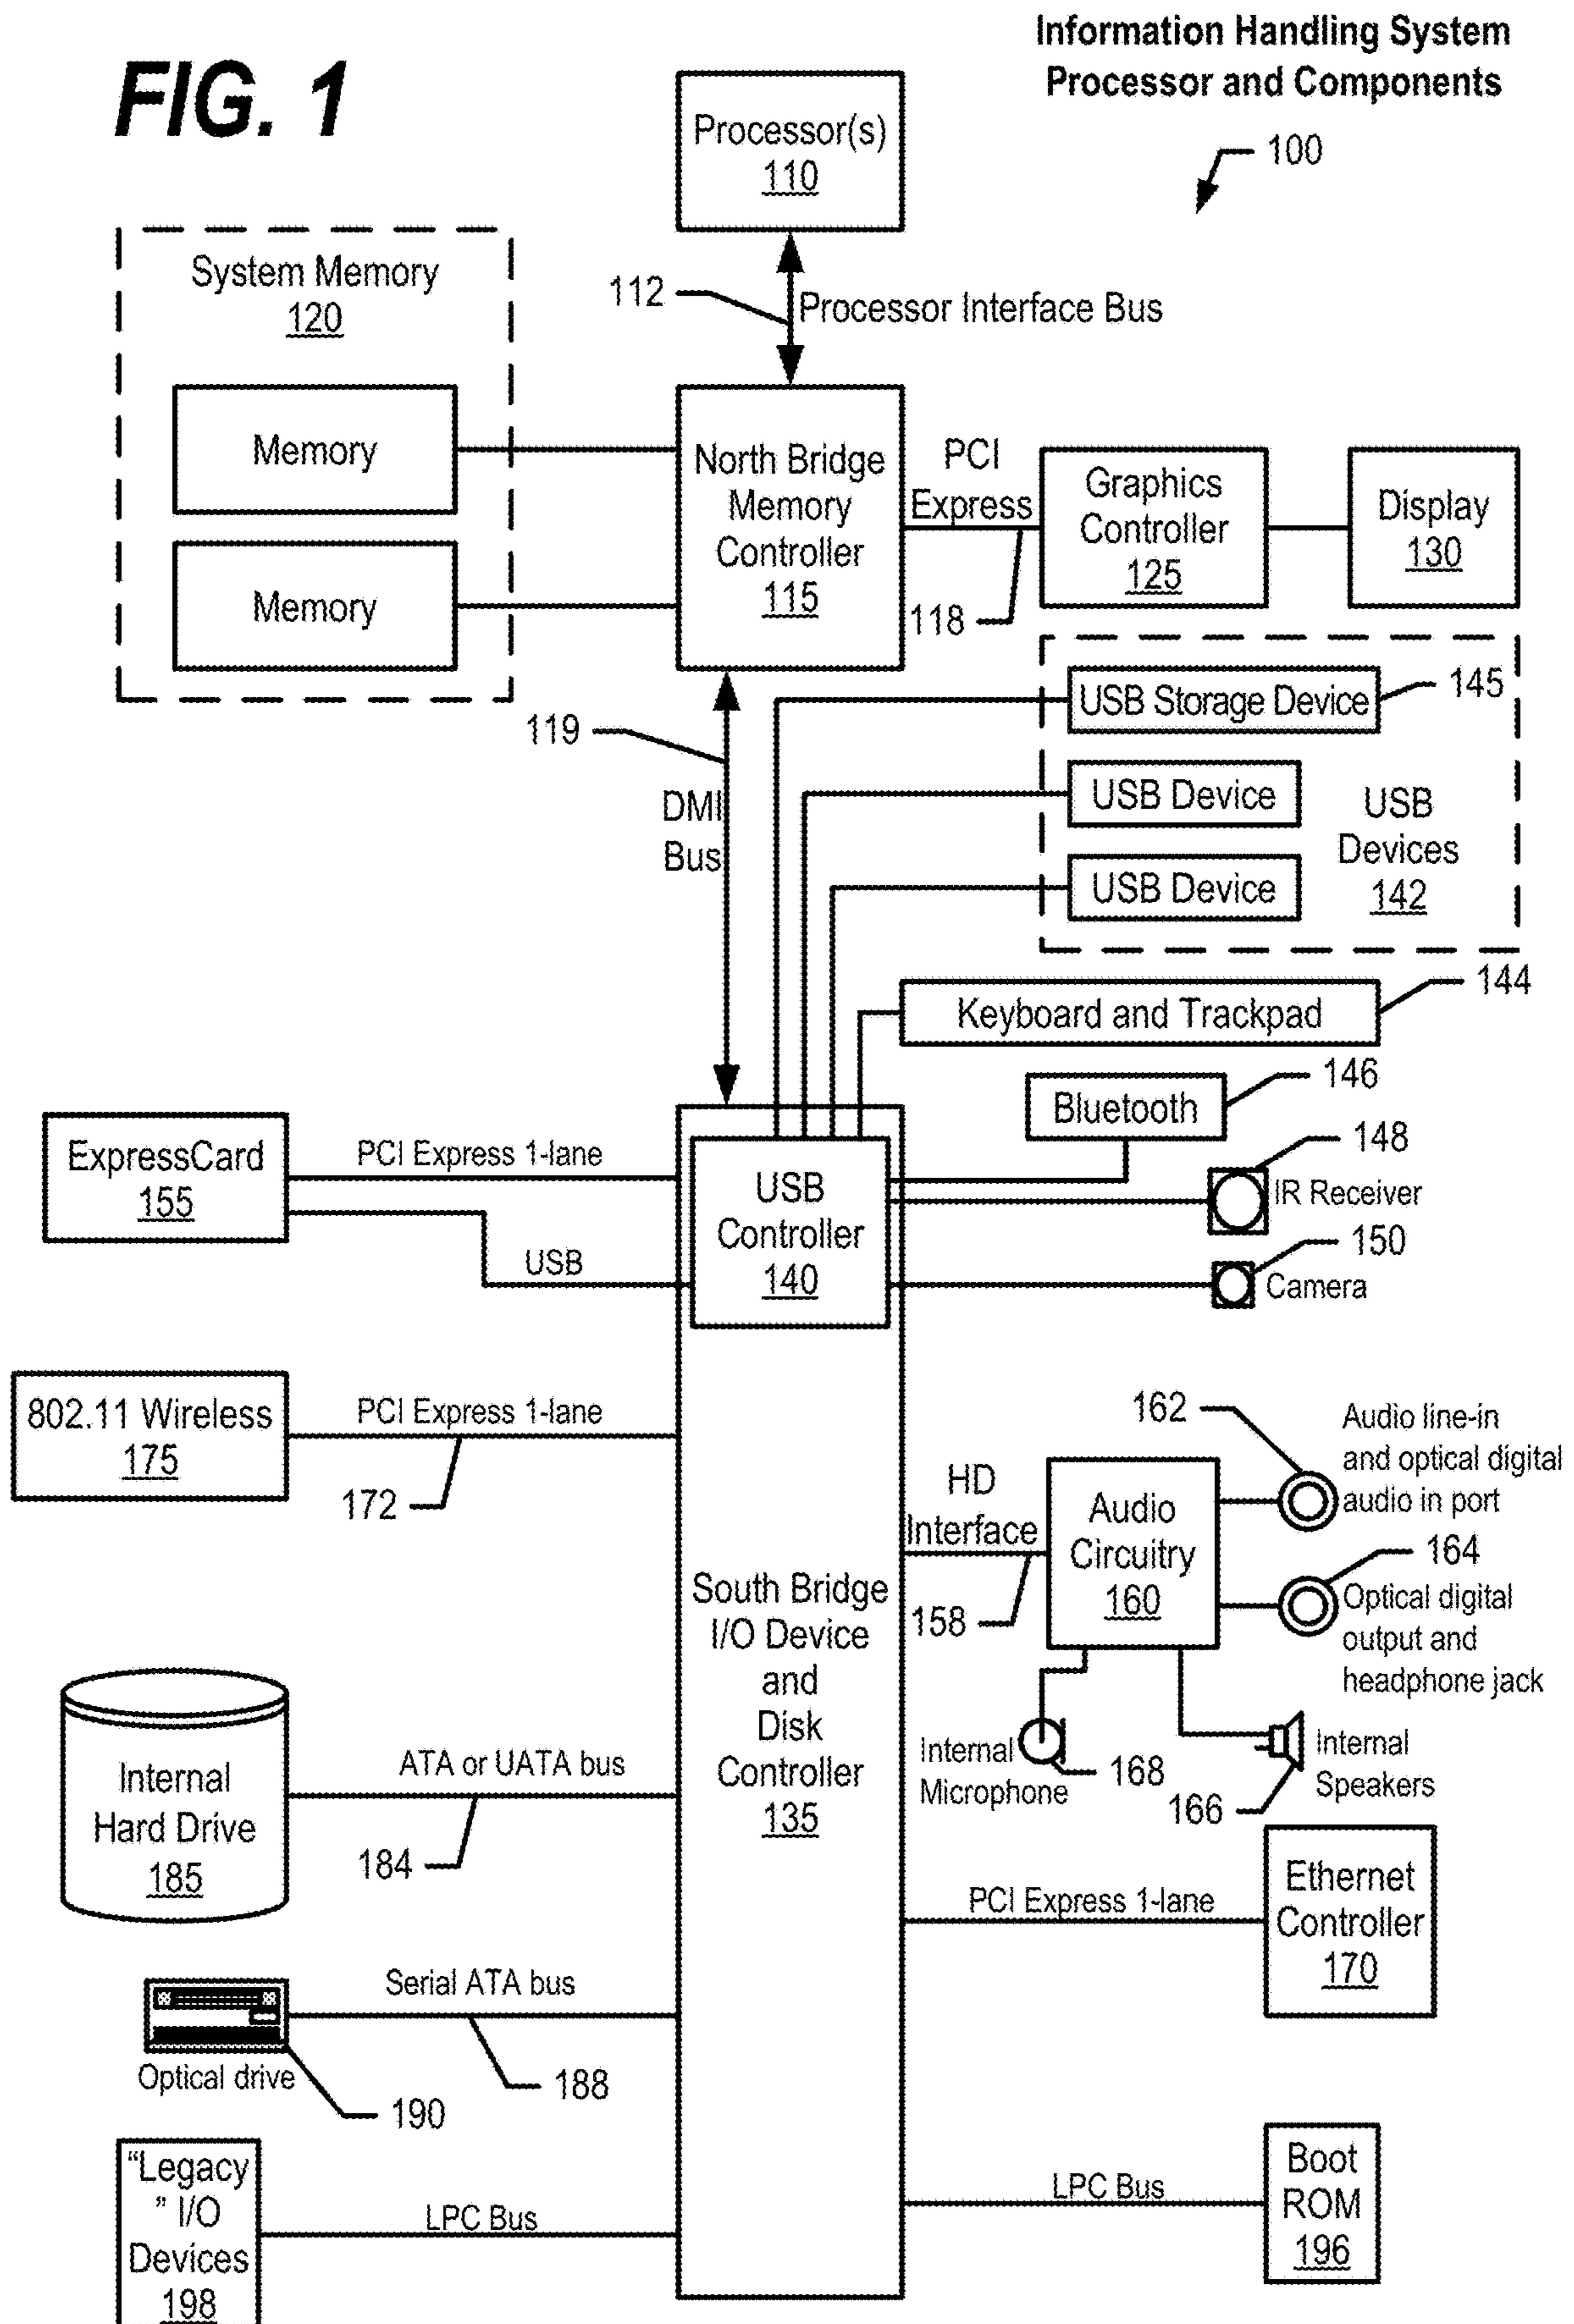 Information Handling System
Processor and Components
FIG. 1
100
Processor(s)
110
112
Processor Interface Bus
System Memory
120
Memory
Memory
North Bridge
Memory
Controller
115
PCI
Express
118
Graphics
Controller
125
Display
130
119
DMI
Bus
USB Storage Device
145
USB Device
USB Device
USB
Devices
142
Keyboard and Trackpad
144
Bluetooth
146
148
IR Receiver
150
Camera
ExpressCard
155
PCI Express 1-lane
USB
USB
Controller
140
802.11 Wireless
175
PCI Express 1-lane
172
South Bridge
I/O Device
and
Disk
Controller
135
HD
Interface
158
Audio
Circuitry
160
162
Audio line-in
and optical digital
audio in port
164
Optical digital
output and
headphone jack
Internal
Microphone
168
166
Internal
Speakers
Internal
Hard Drive
185
ATA or UATA bus
184
PCI Express 1-lane
Ethernet
Controller
170
Serial ATA bus
188
Optical drive
190
“Legacy
” I/O
Devices
198
LPC Bus
LPC Bus
Boot
ROM
196